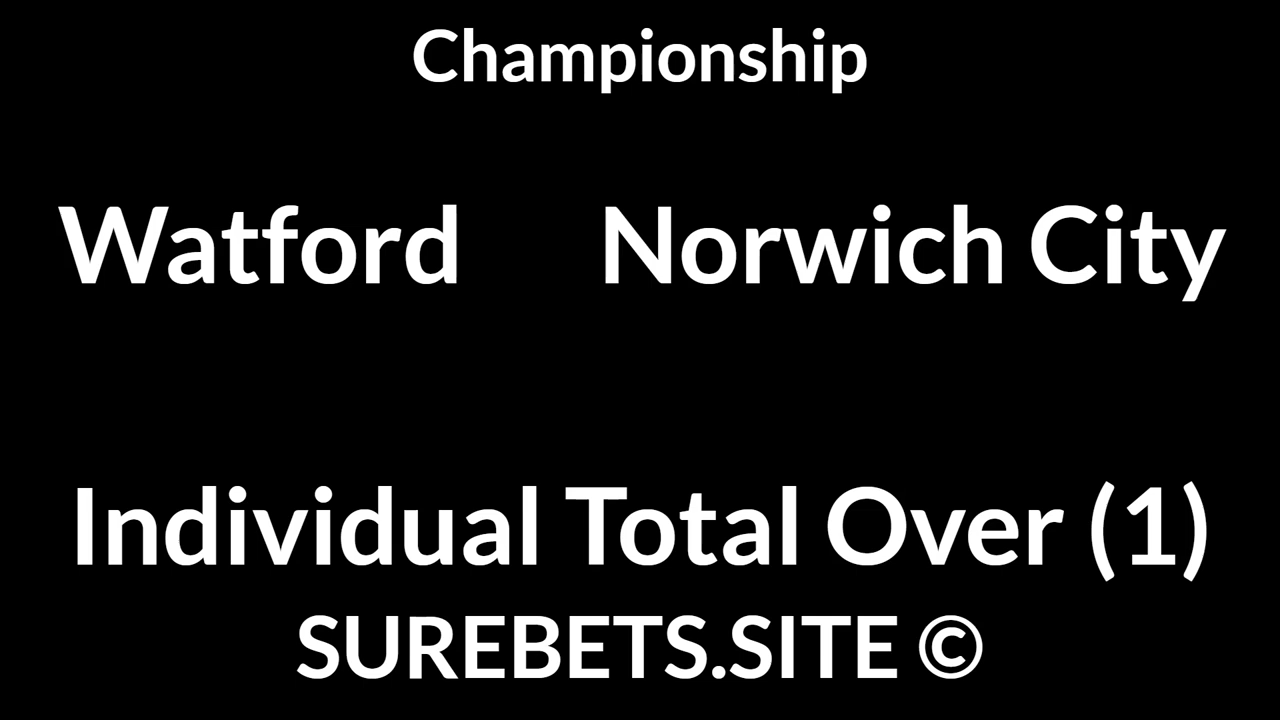 Championship
Watford Norwich City
Individual Total Over (1)
SUREBETS.SITE ©